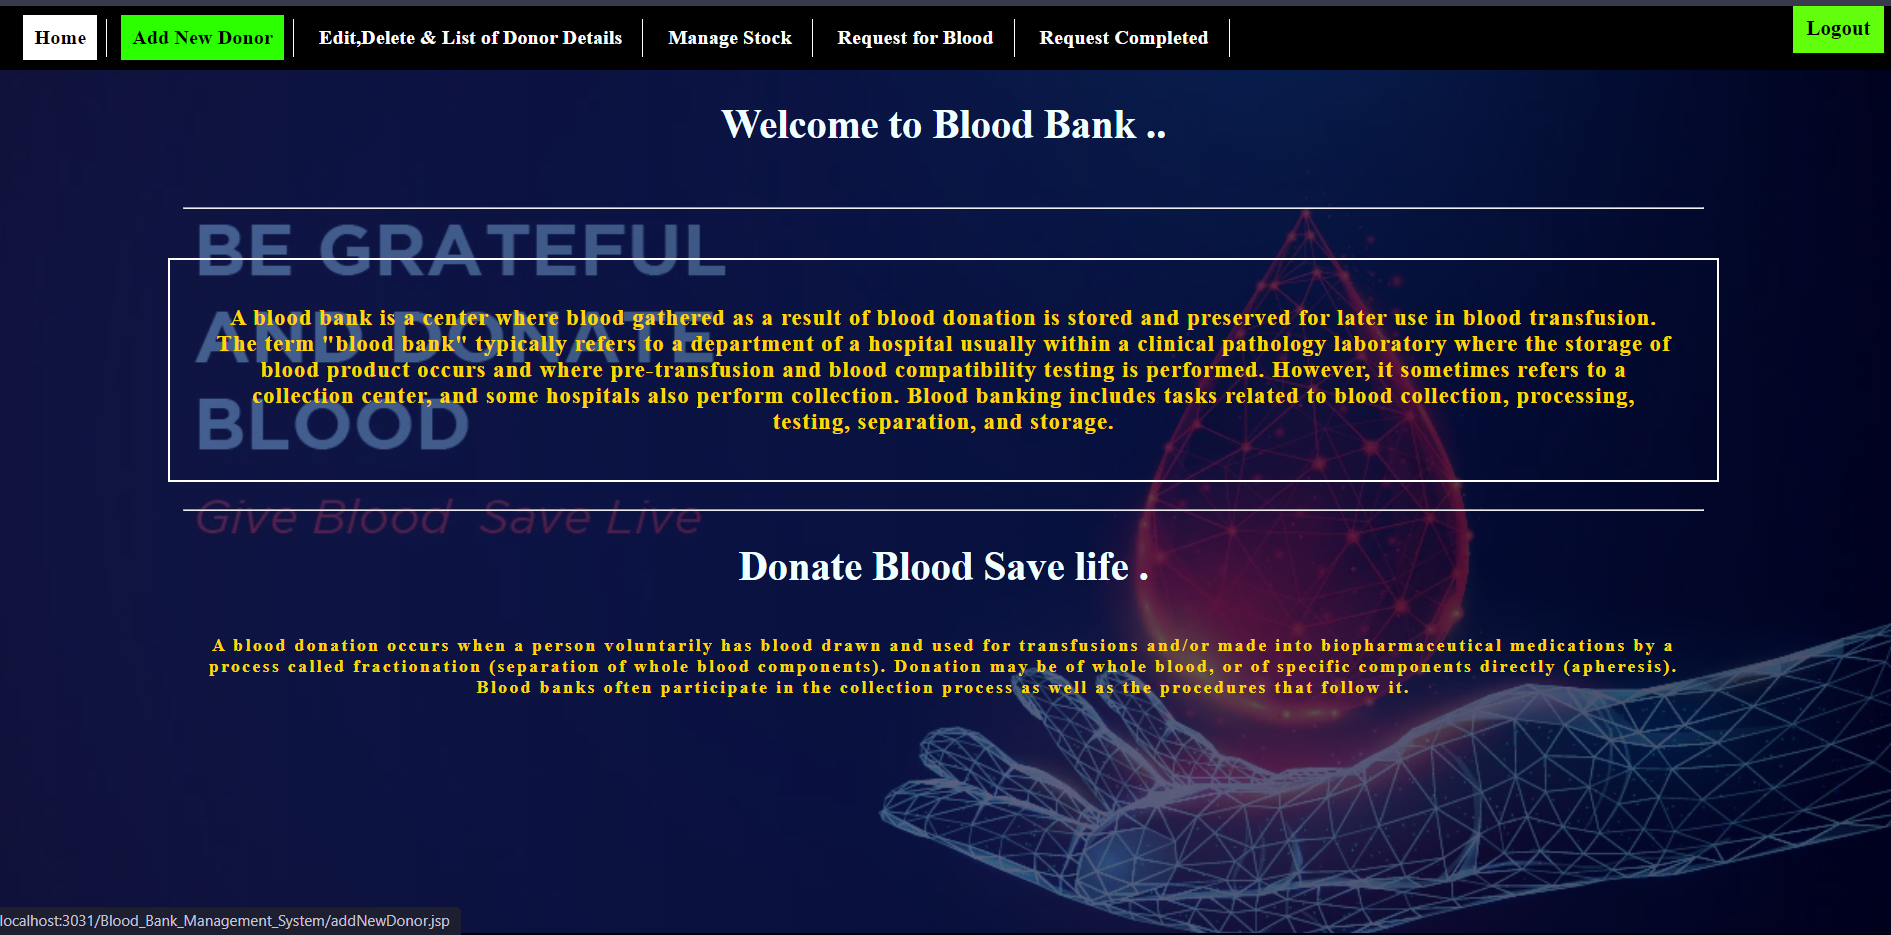 Home
Add New Donor
Edit,Delete & List of Donor Details
Manage Stock
Request for Blood
Request Completed
Logout
Welcome to Blood Bank ..
BE GRATEFUL
AND DONATE
BLOOD
Give Blood Save Live
A blood bank is a center where blood gathered as a result of blood donation is stored and preserved for later use in blood transfusion.
The term "blood bank" typically refers to a department of a hospital usually within a clinical pathology laboratory where the storage of
blood product occurs and where pre-transfusion and blood compatibility testing is performed. However, it sometimes refers to a
collection center, and some hospitals also perform collection. Blood banking includes tasks related to blood collection, processing,
testing, separation, and storage.
Donate Blood Save life .
A blood donation occurs when a person voluntarily has blood drawn and used for transfusions and/or made into biopharmaceutical medications by a
process called fractionation (separation of whole blood components). Donation may be of whole blood, or of specific components directly (apheresis).
Blood banks often participate in the collection process as well as the procedures that follow it.
localhost:3031/Blood_Bank_Management_System/addNewDonor.jsp